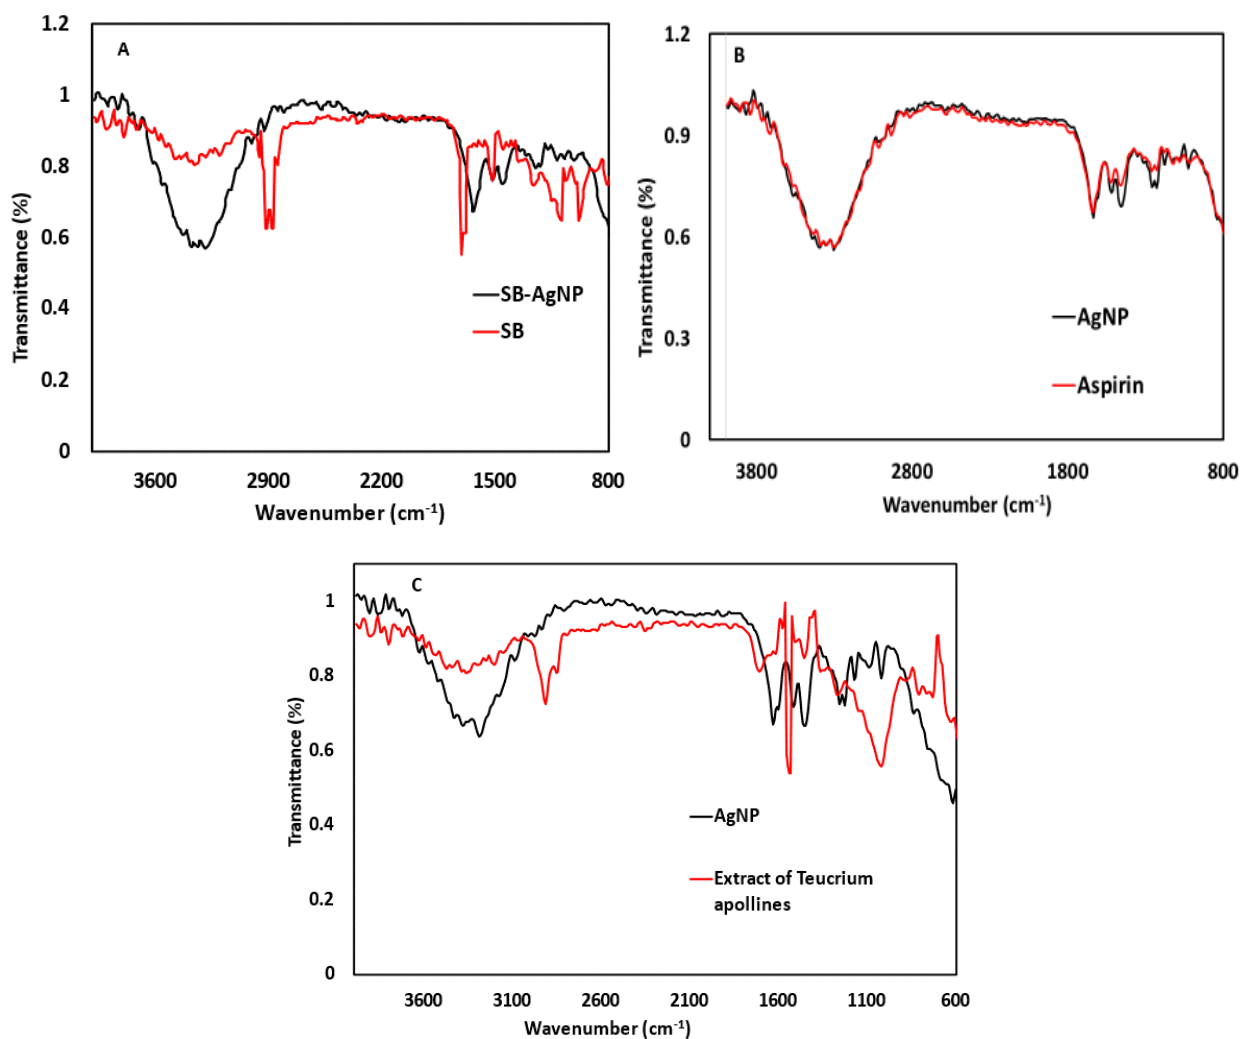 A
1.2
1
0.8
0.6
0.4
0.2
0
Transmittance (%)
SB-AgNP
SB
3600 2900 2200 1500 800
Wavenumber (cm-1)
B
1.2
0.9
0.6
0.3
0
Transmittance (%)
AgNP
Aspirin
3800 2800 1800 800
Wavenumber (cm-1)
C
1
0.8
0.6
0.4
0.2
0
Transmittance (%)
AgNP
Extract of Teucrium
apollines
3600 3100 2600 2100 1600 1100 600
Wavenumber (cm-1)